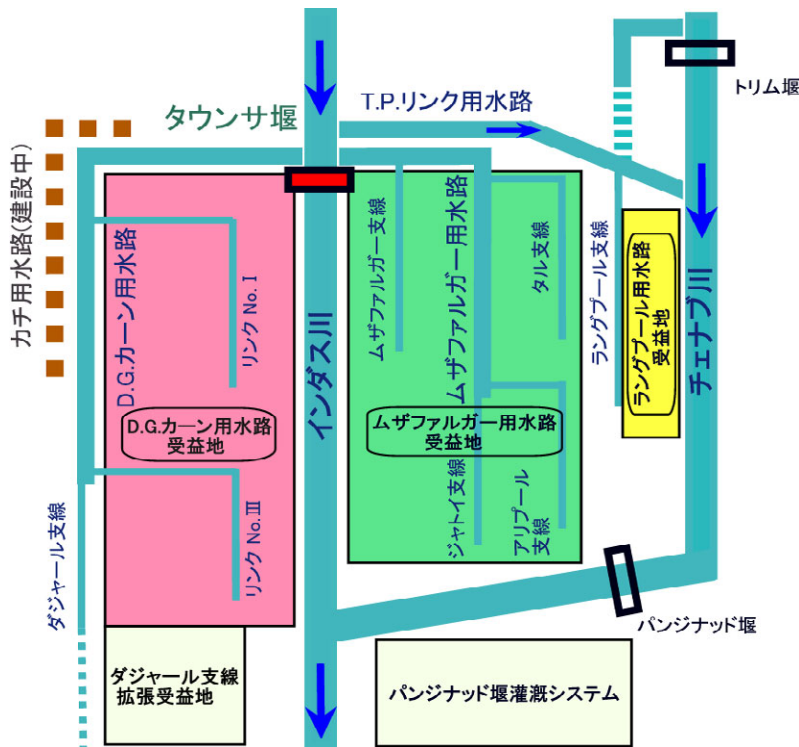 トリム堰
T.P.リンク用水路
タウンサ堰
カチ用水路(建設中)
D.G.カーン用水路
リンク No. I
インダス川
ムザファルガー支線
ムザファルガー用水路
タル支線
ラングプール支線
ラングプール用水路
受益地
チェナブ川
D.G.カーン用水路
受益地
ムザファルガー用水路
受益地
ダジャール支線
リンク No.Ⅲ
ジャトイ支線
アリプール
支線
パンジナッド堰
ダジャール支線
拡張受益地
パンジナッド堰灌漑システム